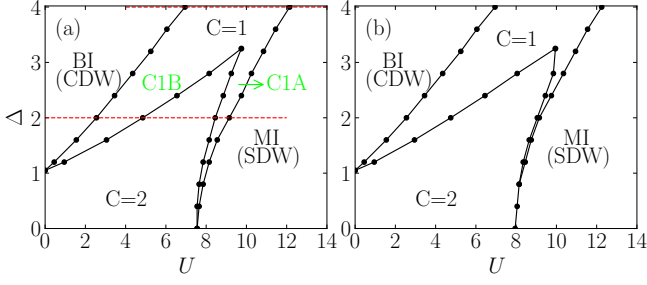 (a)
C=1
BI
(CDW)
C1B
C1A
MI
(SDW)
C=2
Δ
4
3
2
1
0
0 2 4 6 8 10 12 14
U
(b)
C=1
BI
(CDW)
MI
(SDW)
C=2
4
3
2
1
0
0 2 4 6 8 10 12 14
U